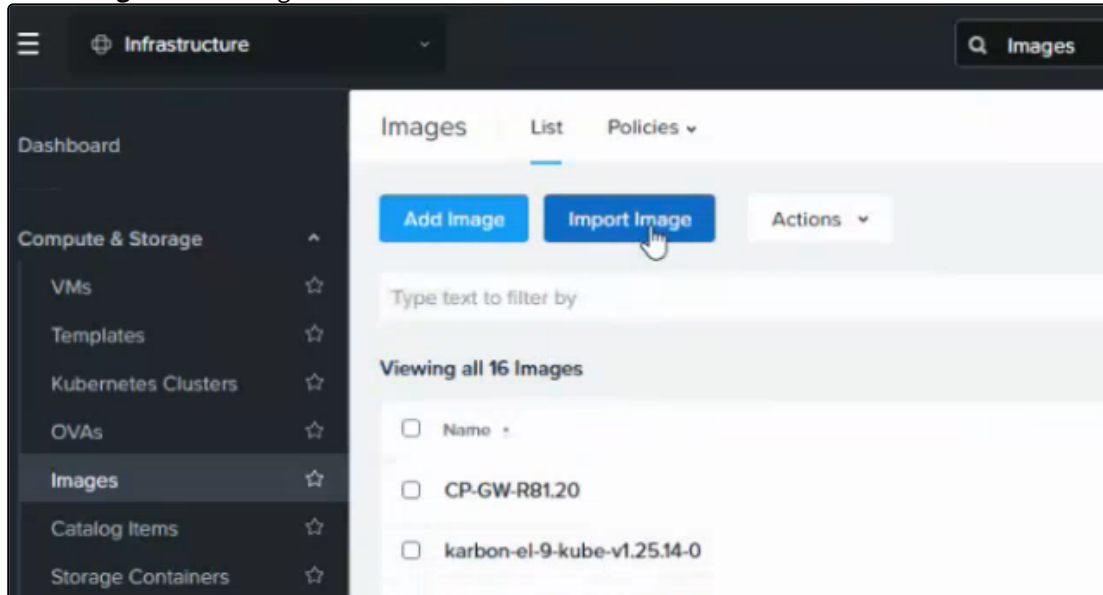 Infrastructure
Images
Dashboard
Compute & Storage
VMs
Templates
Kubernetes Clusters
OVAs
Images
Catalog Items
Storage Containers
Images List Policies
Add Image Import Image Actions
Type text to filter by
Viewing all 16 Images
Name
CP-GW-R81.20
karbon-el-9-kube-v1.25.14-0